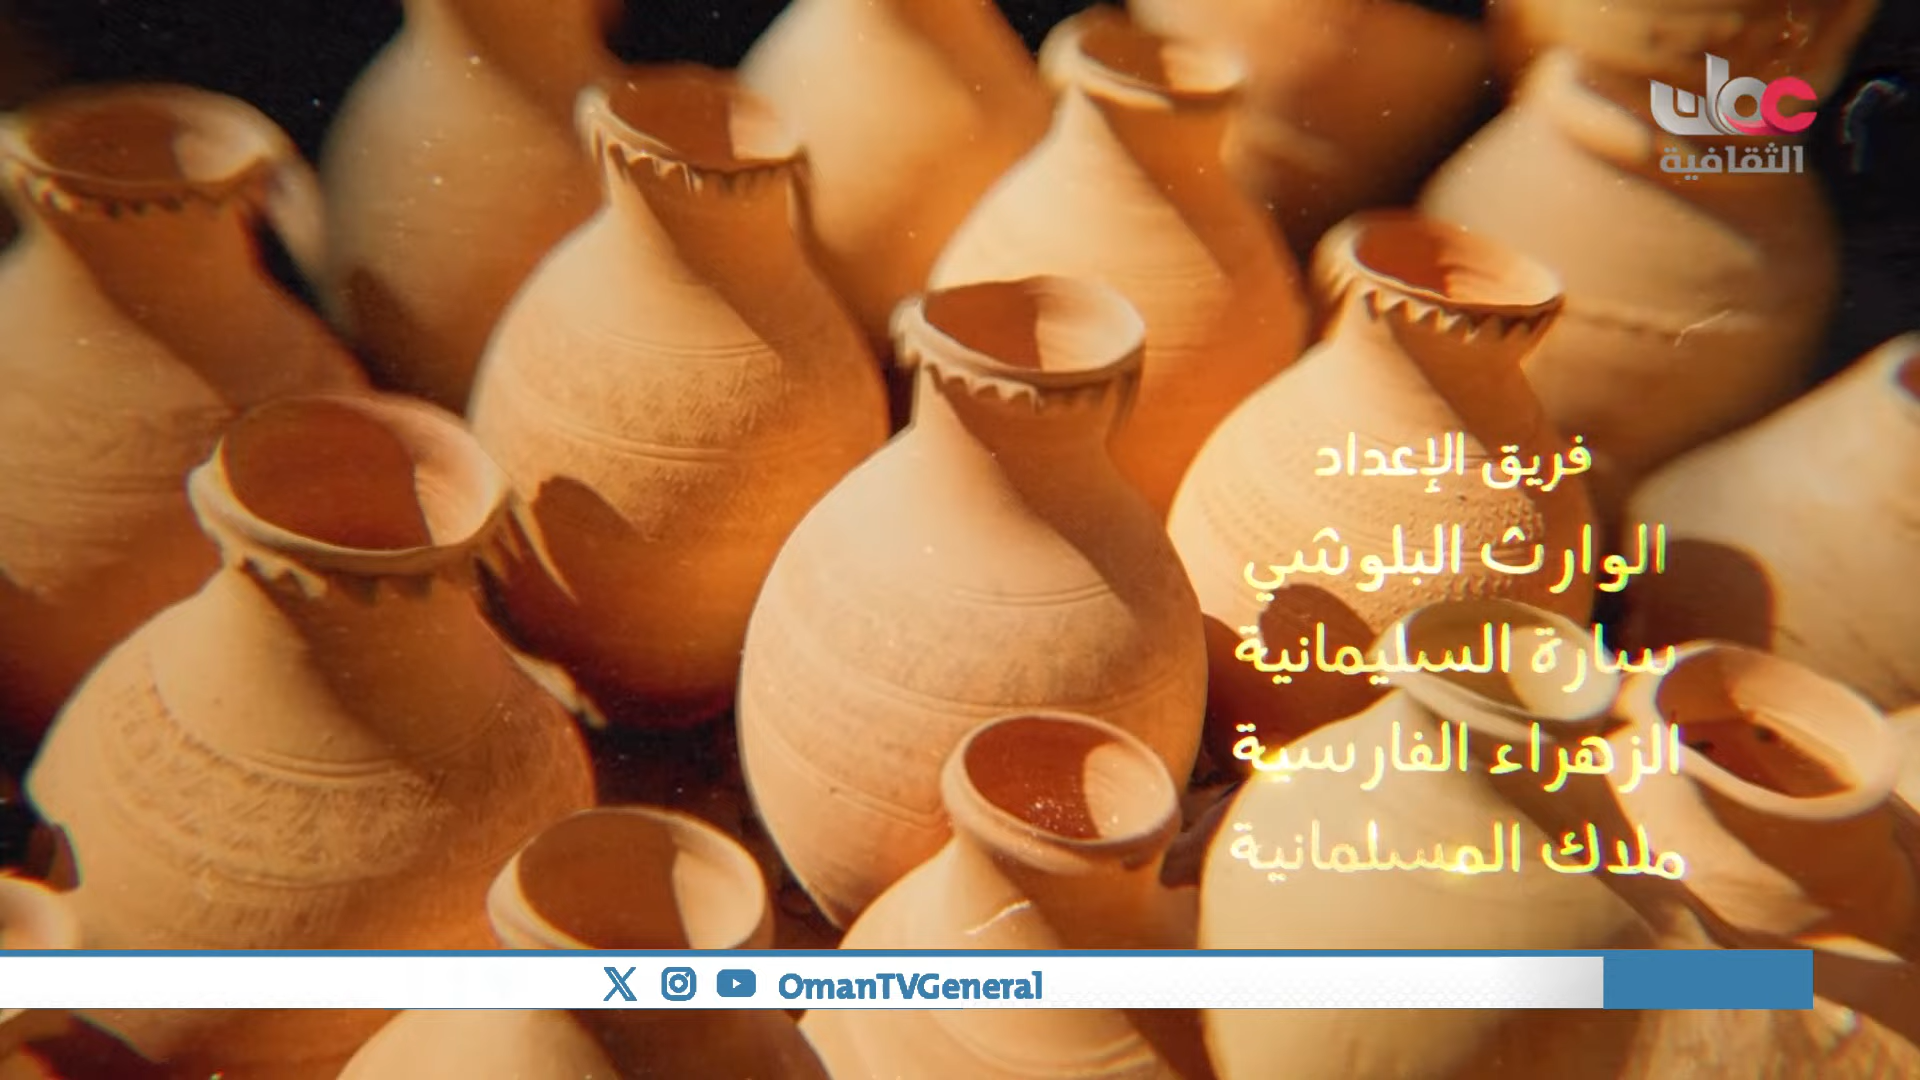 عمان
الثقافية
فريق الإعداد
الوارث البلوشي
سارة السليمانية
الزهراء الفارسية
ملاك المسلمانية
OmanTVGeneral